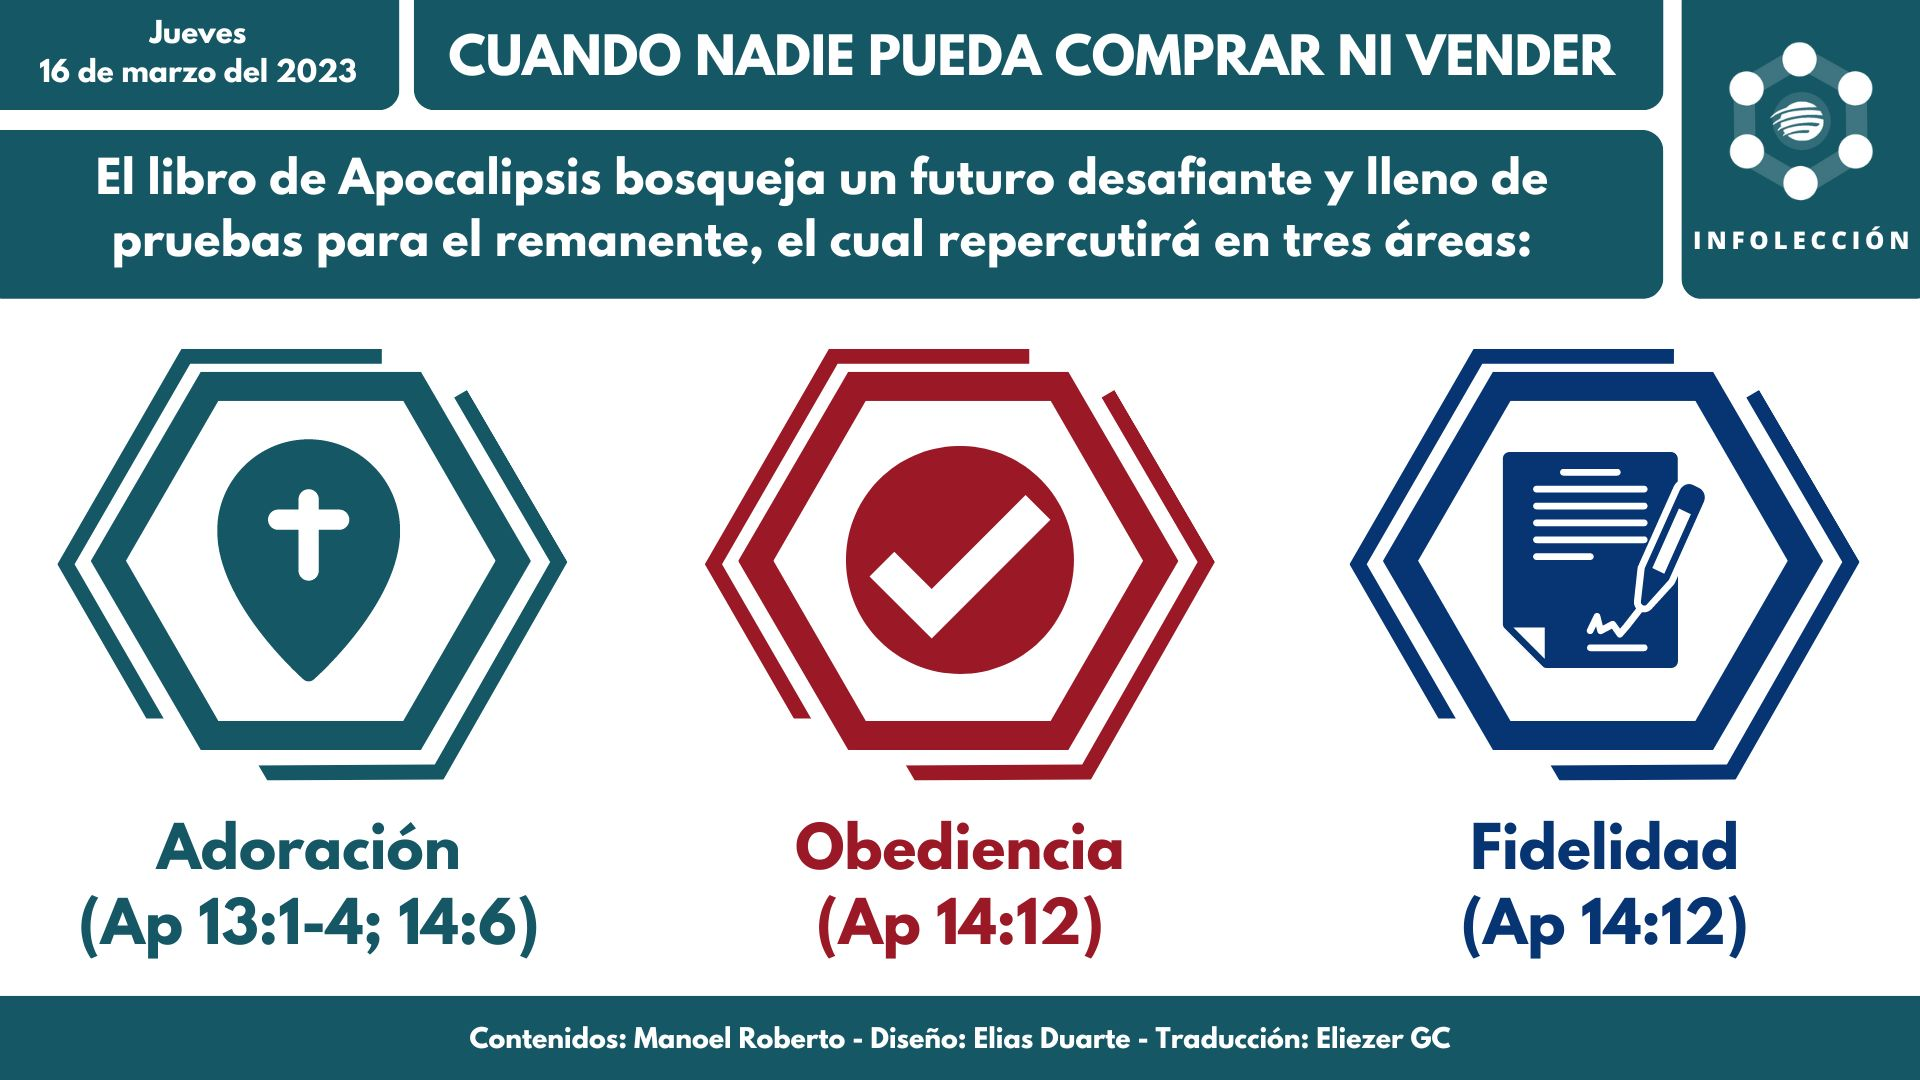 Jueves
16 de marzo del 2023
CUANDO NADIE PUEDA COMPRAR NI VENDER
INFOLECCIÓN
El libro de Apocalipsis bosqueja un futuro desafiante y lleno de
pruebas para el remanente, el cual repercutirá en tres áreas:
Adoración
(Ap 13:1-4; 14:6)
Obediencia
(Ap 14:12)
Fidelidad
(Ap 14:12)
Contenidos: Manoel Roberto - Diseño: Elias Duarte - Traducción: Eliezer GC